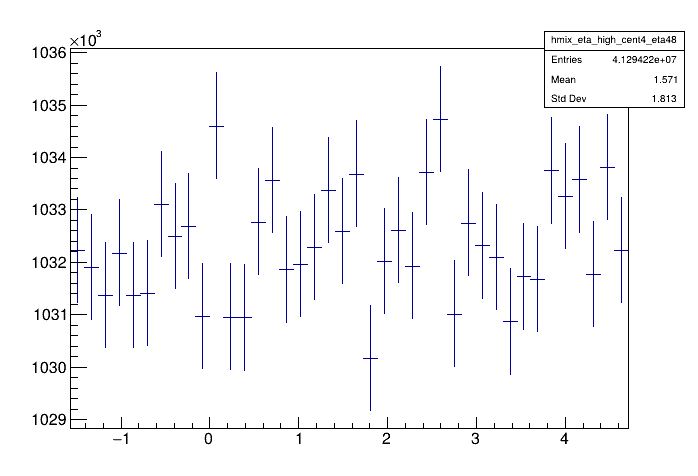 ×10³
hmix_eta_high_cent4_eta48
Entries 4.129422e+07
Mean 1.571
Std Dev 1.813
1036
1035
1034
1033
1032
1031
1030
1029
−1 0 1 2 3 4